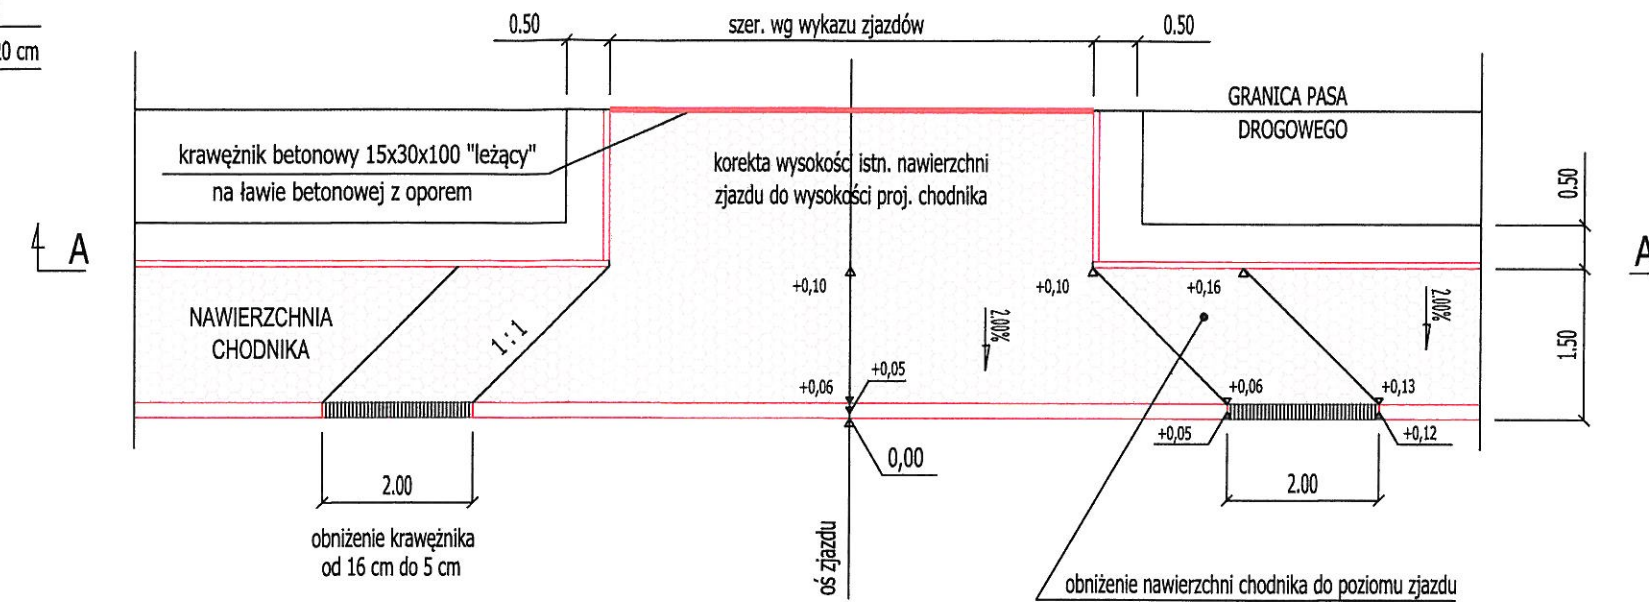 0.50
szer. wg wykazu zjazdów
0.50
20 cm
GRANICA PASA
DROGOWEGO
krawężnik betonowy 15x30x100 "leżący"
na ławie betonowej z oporem
korekta wysokośc istn. nawierzchni
zjazdu do wysokości proj. chodnika
0.50
A
A
+0,10
+0,10
+0,16
2.00%
2.00%
NAWIERZCHNIA
CHODNIKA
1:1
1.50
+0,05
+0,06
+0,06
+0,13
+0,05
+0,12
0,00
2.00
2.00
obniżenie krawężnika
od 16 cm do 5 cm
oś zjazdu
obniżenie nawierzchni chodnika do poziomu zjazdu